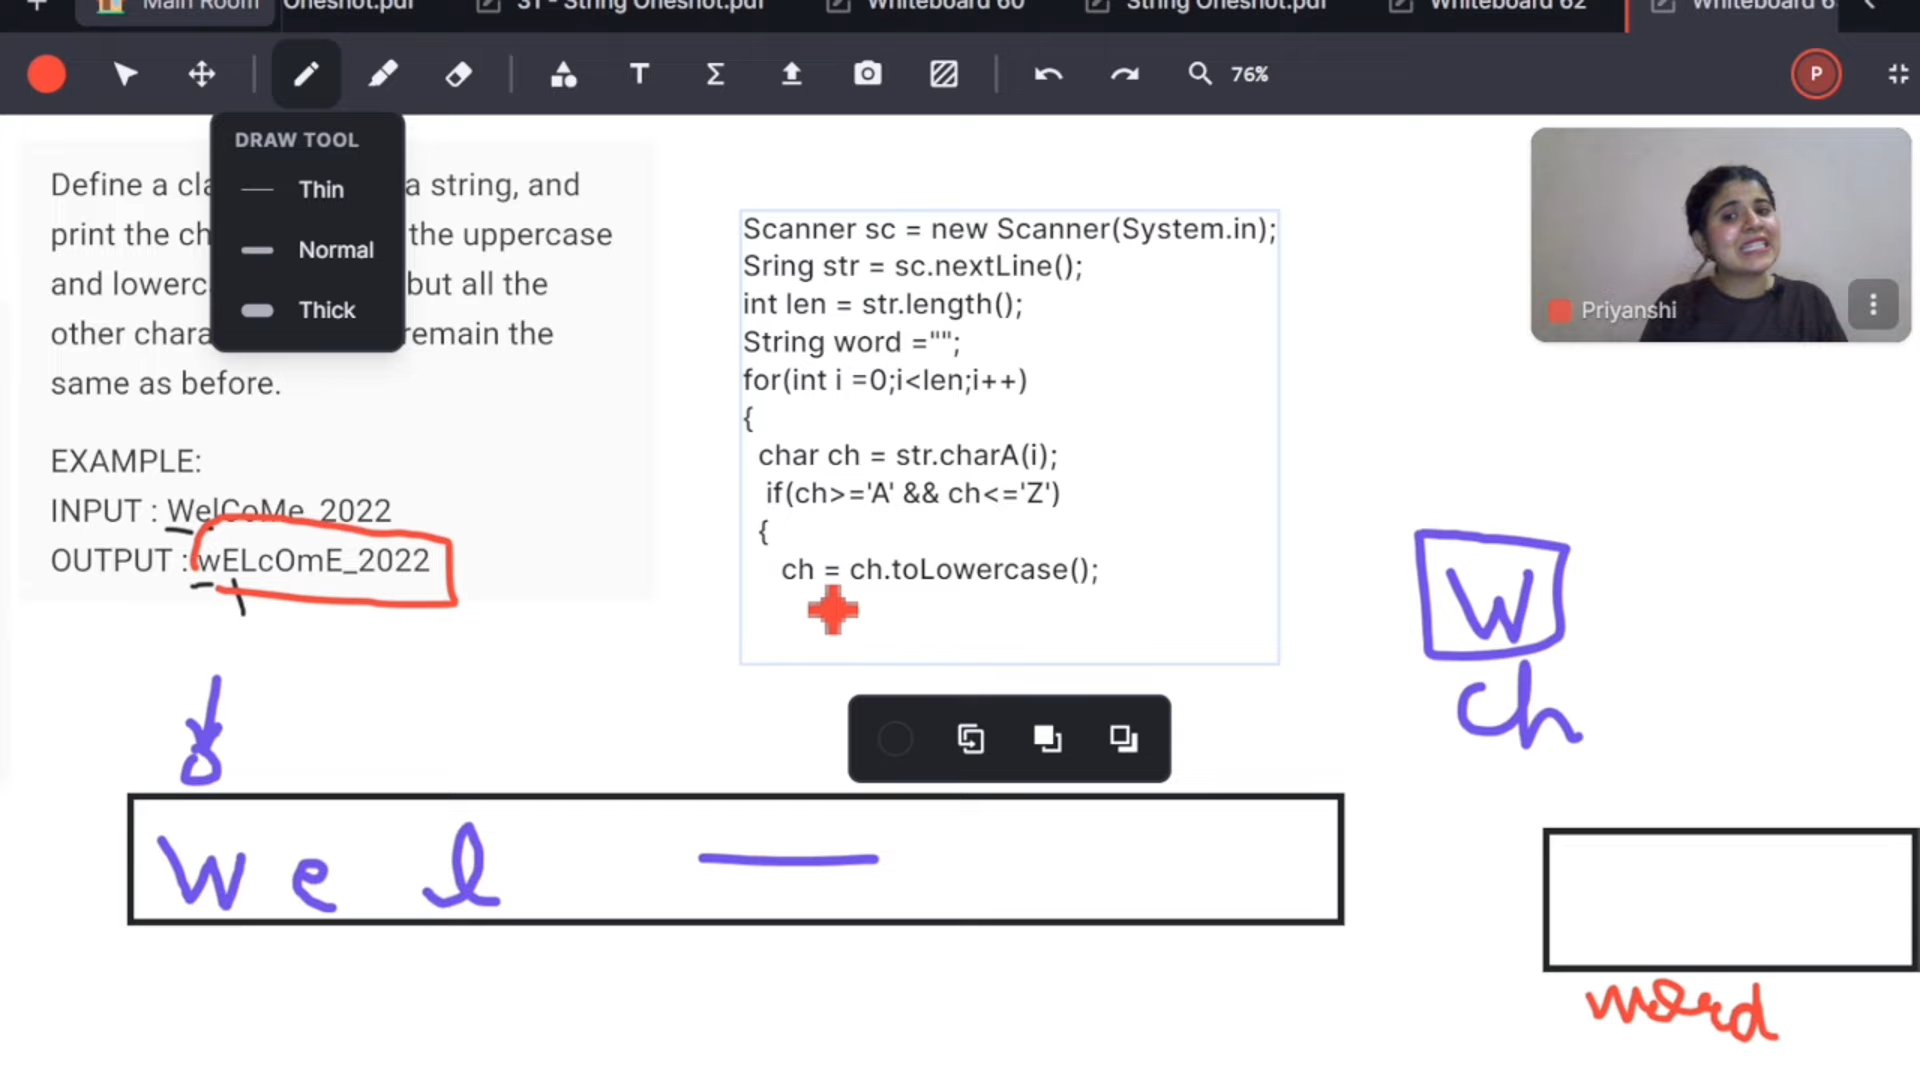 Main Room
Oneshot.pdf
S1 - String Oneshot.pdf
Whiteboard 60
String Oneshot.pdf
Whiteboard 62
Whiteboard 6
T
Σ
76%
P
DRAW TOOL
Thin
Normal
Thick
Define a cla a string, and
print the ch the uppercase
and lowerc but all the
other chara remain the
same as before.
EXAMPLE:
INPUT : WelCoMe_2022
OUTPUT : wELcOmE_2022
Scanner sc = new Scanner(System.in);
Sring str = sc.nextLine();
int len = str.length();
String word ="";
for(int i =0;i<len;i++)
{
char ch = str.charA(i);
if(ch>='A' && ch<='Z')
{
ch = ch.toLowercase();
Priyanshi
W
ch
W e l
word